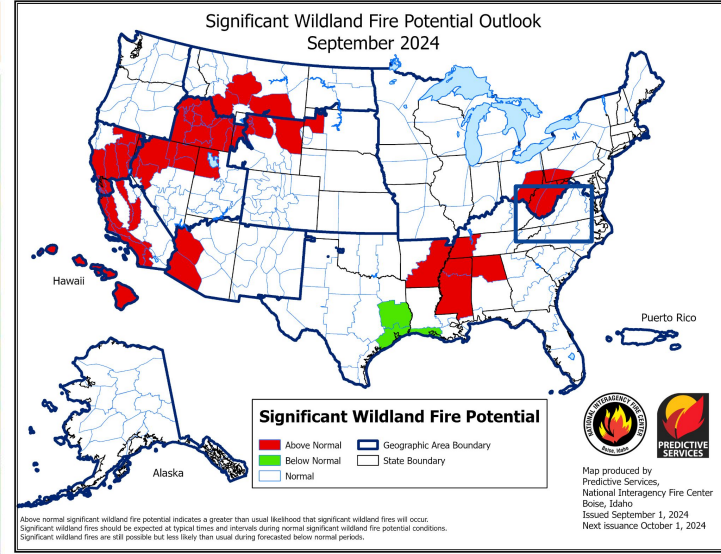 Significant Wildland Fire Potential Outlook
September 2024
Hawaii
Puerto Rico
Alaska
Significant Wildland Fire Potential
Above Normal
Geographic Area Boundary
Below Normal
State Boundary
Normal
NATIONAL INTERAGENCY FIRE CENTER
Boise, Idaho
PREDICTIVE
SERVICES
Map produced by
Predictive Services,
National Interagency Fire Center
Boise, Idaho
Issued September 1, 2024
Next issuance October 1, 2024
Above normal significant wildland fire potential indicates a greater than usual likelihood that significant wildland fires will occur.
Significant wildland fires should be expected at typical times and intervals during normal significant wildland fire potential conditions.
Significant wildland fires are still possible but less likely than usual during forecasted below normal periods.